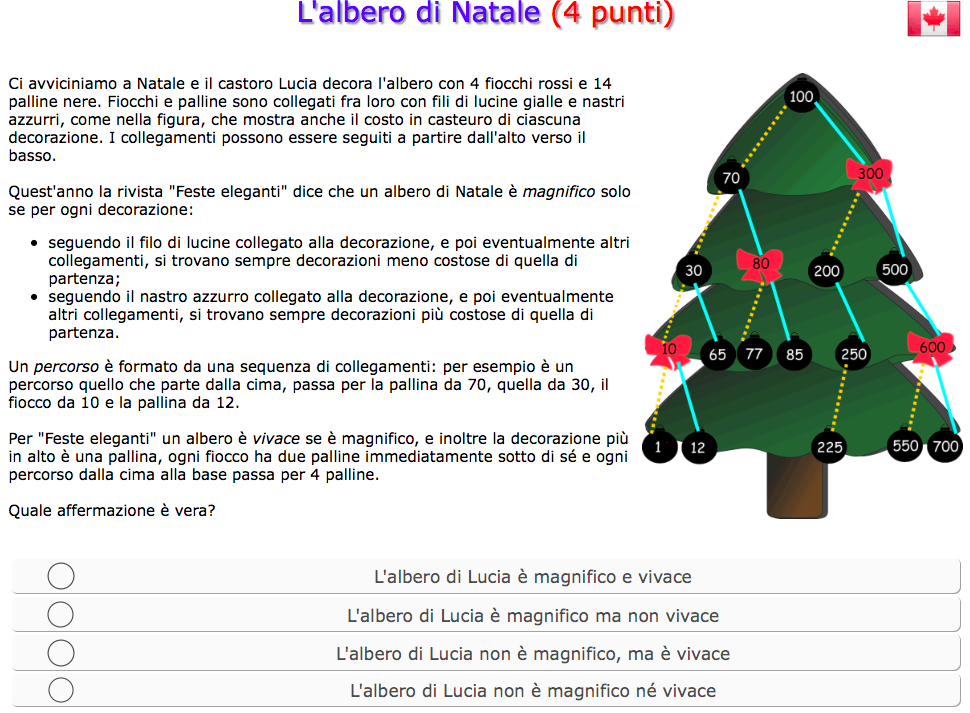 L'albero di Natale (4 punti)
Ci avviciniamo a Natale e il castoro Lucia decora l'albero con 4 fiocchi rossi e 14
palline nere. Fiocchi e palline sono collegati fra loro con fili di lucine gialle e nastri
azzurri, come nella figura, che mostra anche il costo in casteuro di ciascuna
decorazione. I collegamenti possono essere seguiti a partire dall'alto verso il
basso.
Quest'anno la rivista "Feste eleganti" dice che un albero di Natale è magnifico solo
se per ogni decorazione:
• seguendo il filo di lucine collegato alla decorazione, e poi eventualmente altri
collegamenti, si trovano sempre decorazioni meno costose di quella di
partenza;
• seguendo il nastro azzurro collegato alla decorazione, e poi eventualmente
altri collegamenti, si trovano sempre decorazioni più costose di quella di
partenza.
Un percorso è formato da una sequenza di collegamenti: per esempio è un
percorso quello che parte dalla cima, passa per la pallina da 70, quella da 30, il
fiocco da 10 e la pallina da 12.
Per "Feste eleganti" un albero è vivace se è magnifico, e inoltre la decorazione più
in alto è una pallina, ogni fiocco ha due palline immediatamente sotto di sé e ogni
percorso dalla cima alla base passa per 4 palline.
Quale affermazione è vera?
100
70 300
30 80 200 500
10 65 77 85 250 600
1 12 225 550 700
L'albero di Lucia è magnifico e vivace
L'albero di Lucia è magnifico ma non vivace
L'albero di Lucia non è magnifico, ma è vivace
L'albero di Lucia non è magnifico né vivace